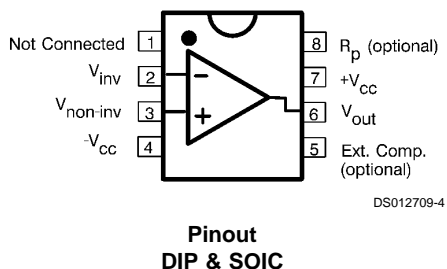 Not Connected 1
8 Rp (optional)
Vinv 2
7 +Vcc
Vnon-inv 3
6 Vout
-Vcc 4
5 Ext. Comp.
(optional)
−
+
DS012709-4
Pinout
DIP & SOIC